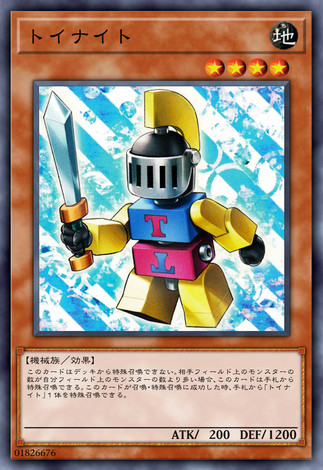 トイナイト
地
T
T
【機械族／効果】
このカードはデッキから特殊召喚できない。相手フィールド上のモンスターの
数が自分フィールド上のモンスターの数より多い場合、このカードは手札から
特殊召喚できる。このカードが召喚・特殊召喚に成功した時、手札から「トイナ
イト」１体を特殊召喚できる。
ATK/ 200 DEF/1200
01826676